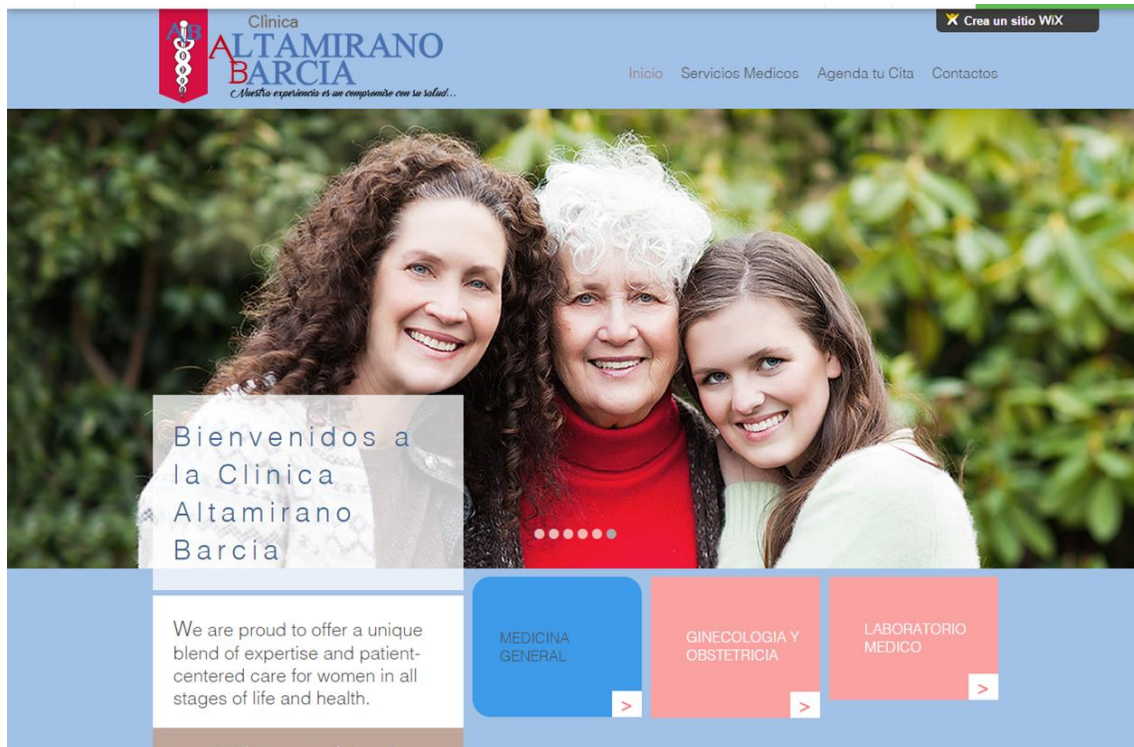 Crea un sitio WiX
Clinica
AB
ALTAMIRANO
BARCIA
Nuestra experiencia es un compromiso con su salud...
Inicio Servicios Medicos Agenda tu Cita Contactos
Bienvenidos a
la Clinica
Altamirano
Barcia
We are proud to offer a unique
blend of expertise and patient-
centered care for women in all
stages of life and health.
MEDICINA
GENERAL
>
GINECOLOGIA Y
OBSTETRICIA
>
LABORATORIO
MEDICO
>